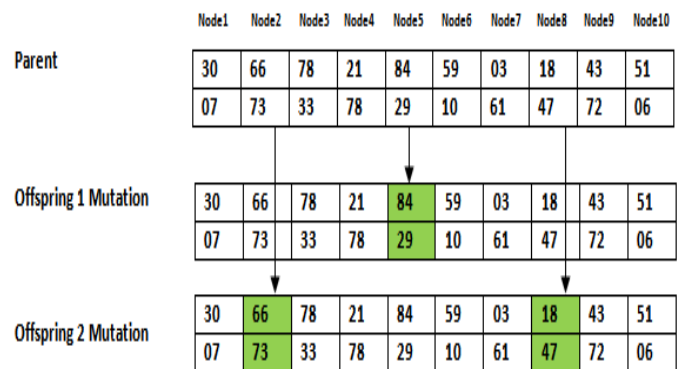 Node1 Node2 Node3 Node4 Node5 Node6 Node7 Node8 Node9 Node10
Parent
30 66 78 21 84 59 03 18 43 51
07 73 33 78 29 10 61 47 72 06
Offspring 1 Mutation
30 66 78 21 84 59 03 18 43 51
07 73 33 78 29 10 61 47 72 06
Offspring 2 Mutation
30 66 78 21 84 59 03 18 43 51
07 73 33 78 29 10 61 47 72 06